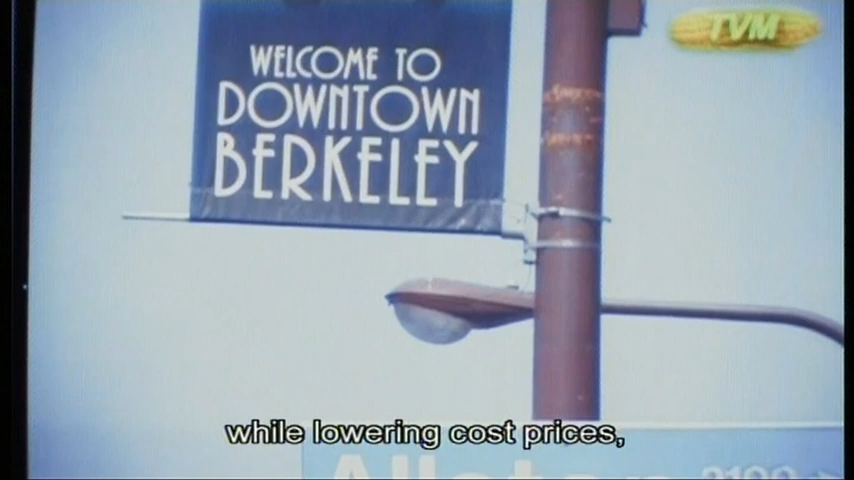 TVM
WELCOME TO
DOWNTOWN
BERKELEY
while lowering cost prices,